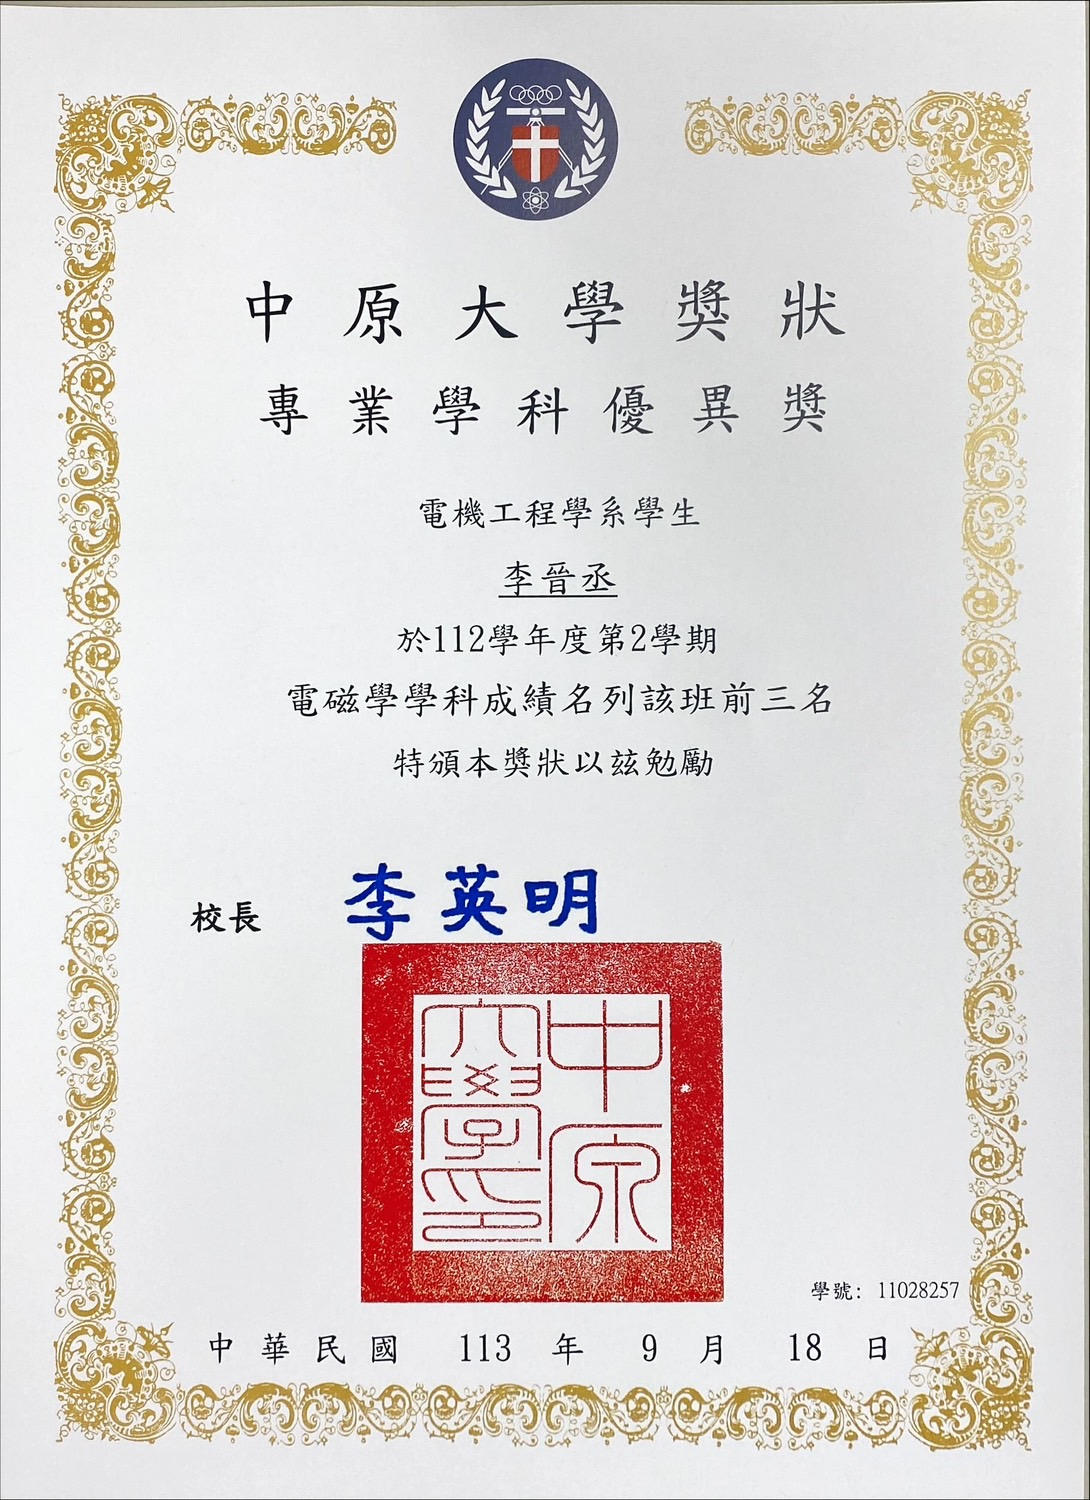 中原大學獎狀
專業學科優異獎
電機工程學系學生
李晉丞
於112學年度第2學期
電磁學學科成績名列該班前三名
特頒本獎狀以茲勉勵
校長 李英明
中原大學印
學號: 11028257
中華民國 113 年 9 月 18 日